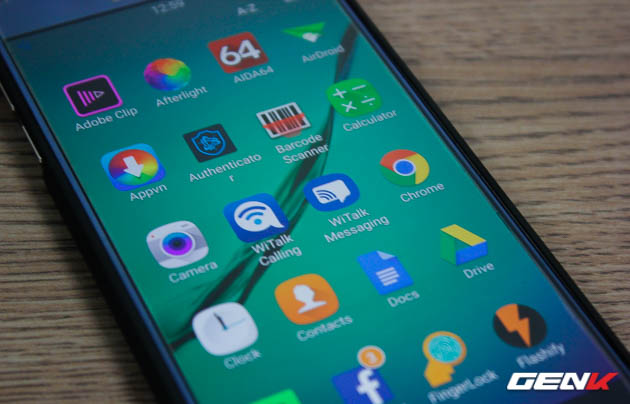 12:59
A-Z
64
Adobe Clip
Afterlight
AIDA64
AirDroid
Appvn
Authenticato
r
Barcode
Scanner
Calculator
Camera
WiTalk
Calling
WiTalk
Messaging
Chrome
Clock
Contacts
Docs
Drive
3
f
FingerLock
Flashify
GENK